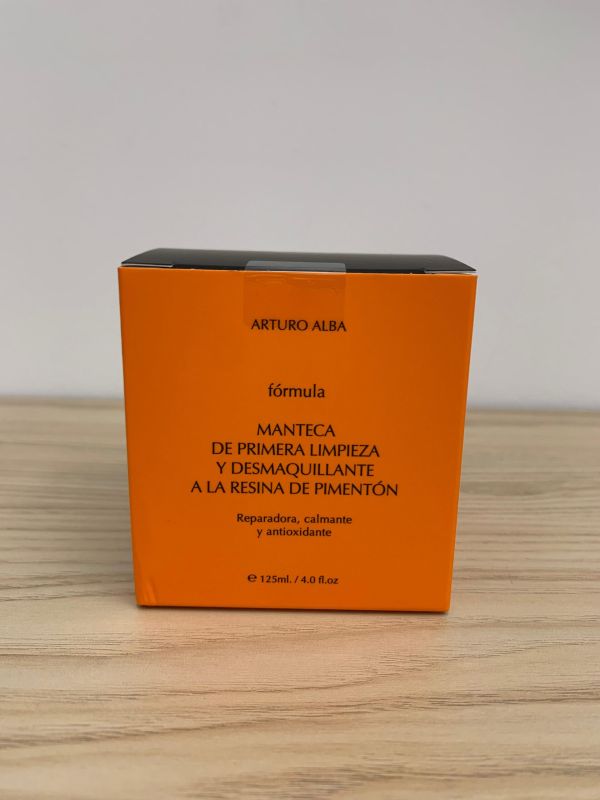 ARTURO ALBA
fórmula
MANTECA
DE PRIMERA LIMPIEZA
Y DESMAQUILLANTE
A LA RESINA DE PIMENTÓN
Reparadora, calmante
y antioxidante
℮ 125ml. / 4.0 fl.oz